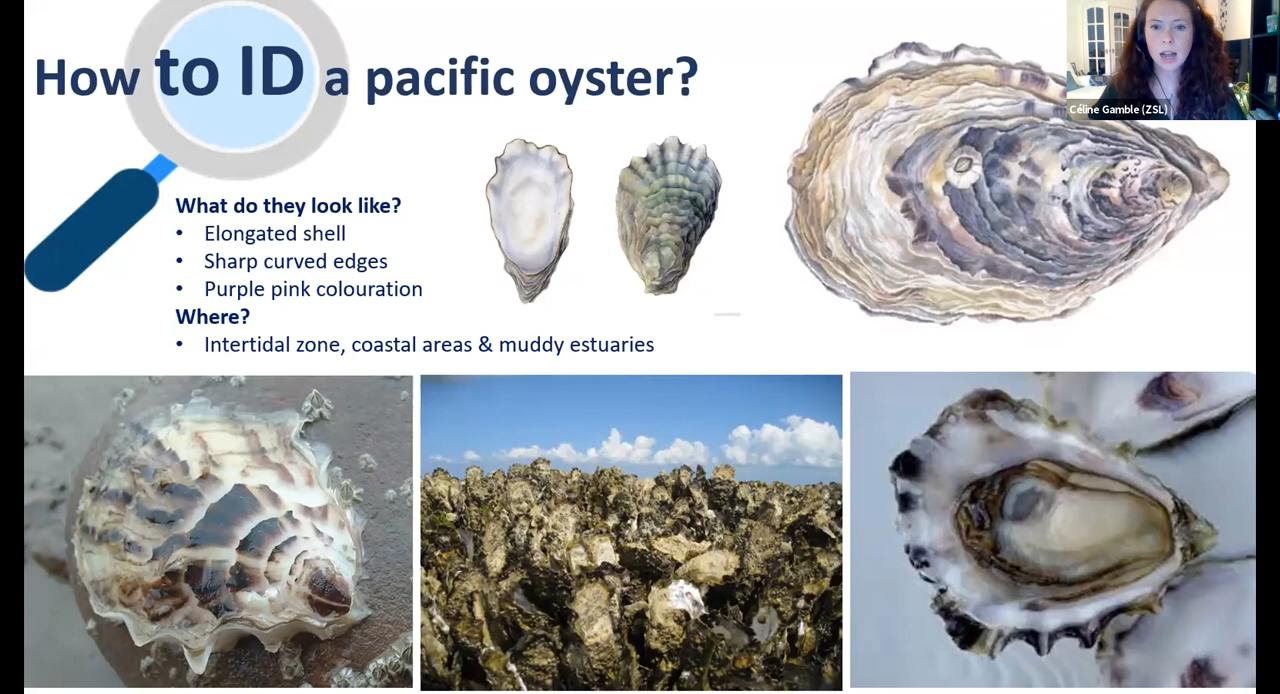 How to ID a pacific oyster?
Céline Gamble (ZSL)
What do they look like?
• Elongated shell
• Sharp curved edges
• Purple pink colouration
Where?
• Intertidal zone, coastal areas & muddy estuaries